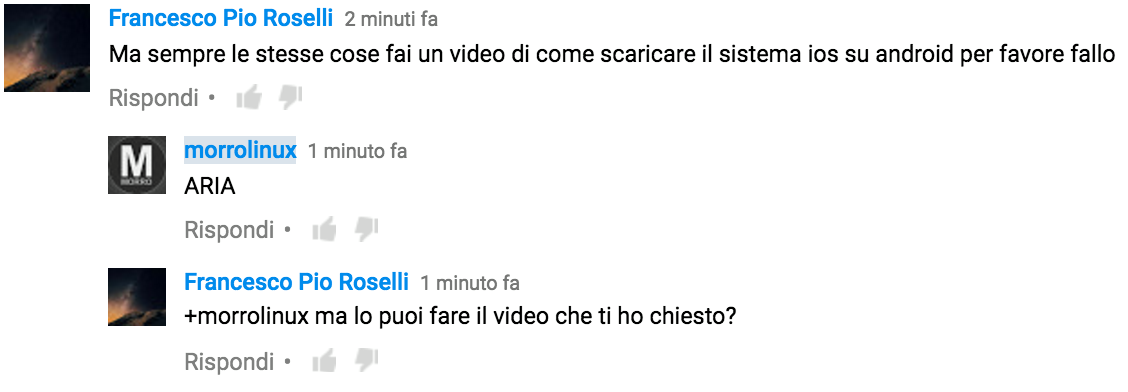 Francesco Pio Roselli 2 minuti fa
Ma sempre le stesse cose fai un video di come scaricare il sistema ios su android per favore fallo
Rispondi •
M
MORRO
morrolinux 1 minuto fa
ARIA
Rispondi •
Francesco Pio Roselli 1 minuto fa
+morrolinux ma lo puoi fare il video che ti ho chiesto?
Rispondi •